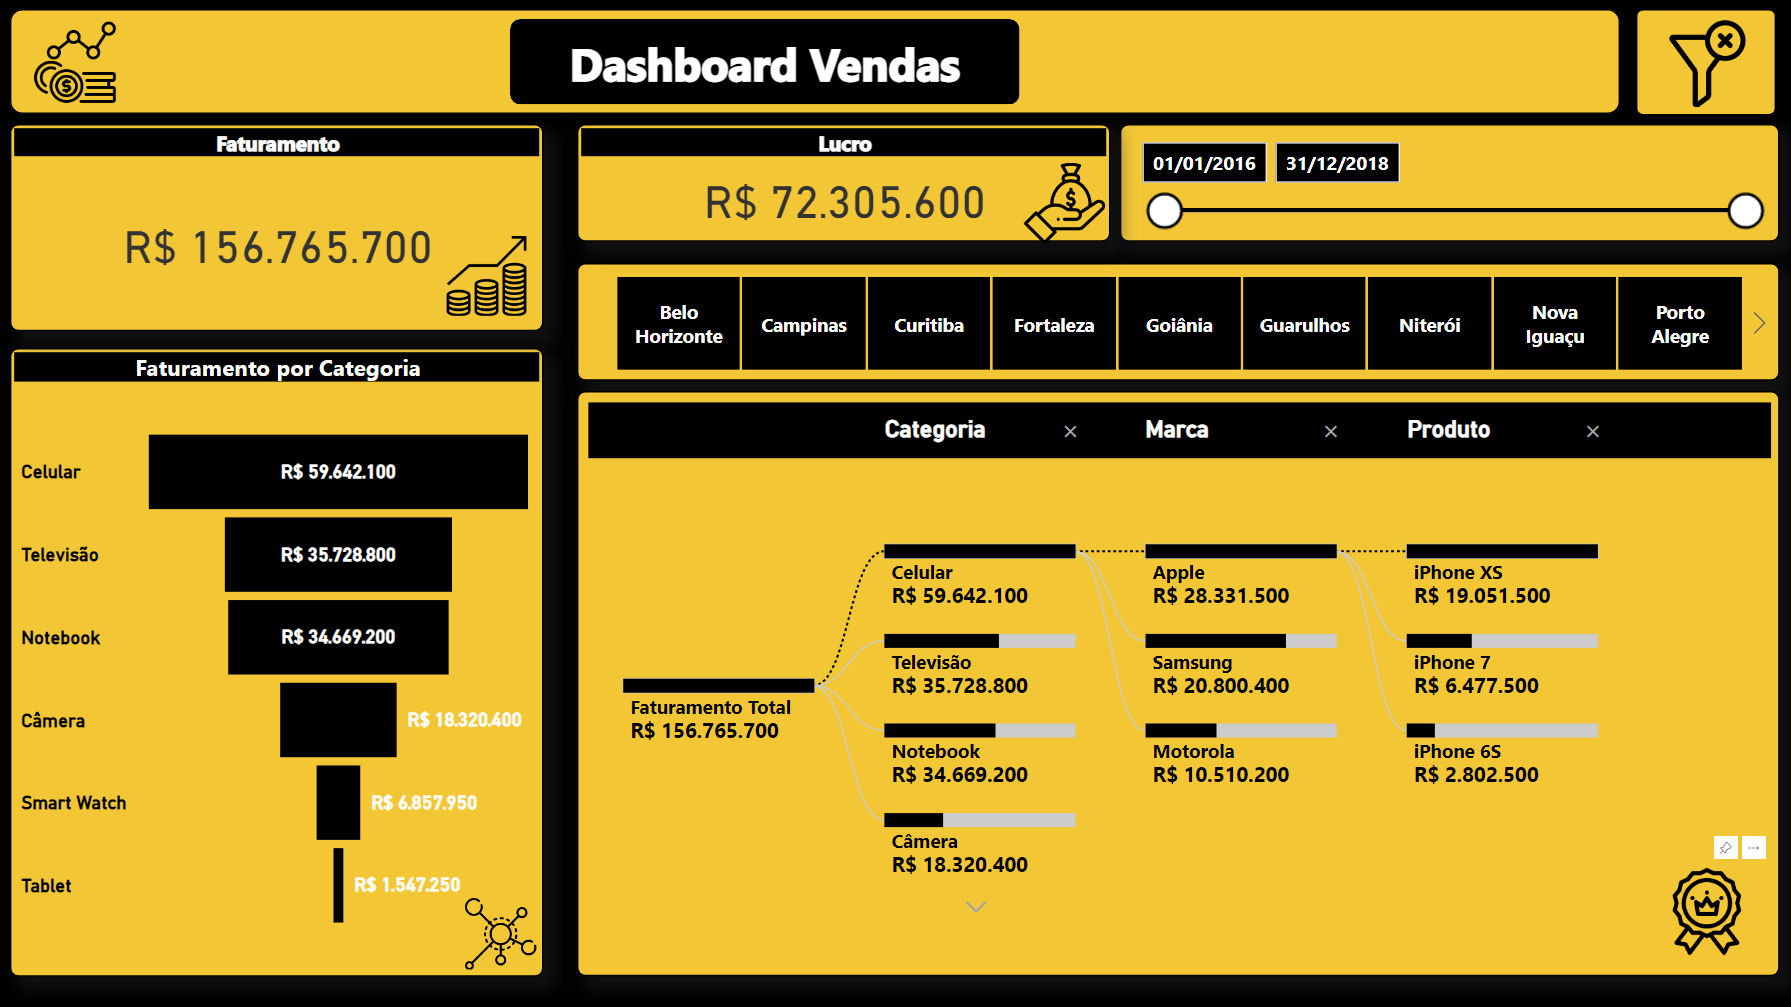 Dashboard Vendas
Faturamento
R$ 156.765.700
Lucro
R$ 72.305.600
01/01/2016
31/12/2018
Belo
Horizonte
Campinas
Curitiba
Fortaleza
Goiânia
Guarulhos
Niterói
Nova
Iguaçu
Porto
Alegre
Faturamento por Categoria
Celular
R$ 59.642.100
Televisão
R$ 35.728.800
Notebook
R$ 34.669.200
Câmera
R$ 18.320.400
Smart Watch
R$ 6.857.950
Tablet
R$ 1.547.250
Categoria
Marca
Produto
Faturamento Total
R$ 156.765.700
Celular
R$ 59.642.100
Televisão
R$ 35.728.800
Notebook
R$ 34.669.200
Câmera
R$ 18.320.400
Apple
R$ 28.331.500
Samsung
R$ 20.800.400
Motorola
R$ 10.510.200
iPhone XS
R$ 19.051.500
iPhone 7
R$ 6.477.500
iPhone 6S
R$ 2.802.500